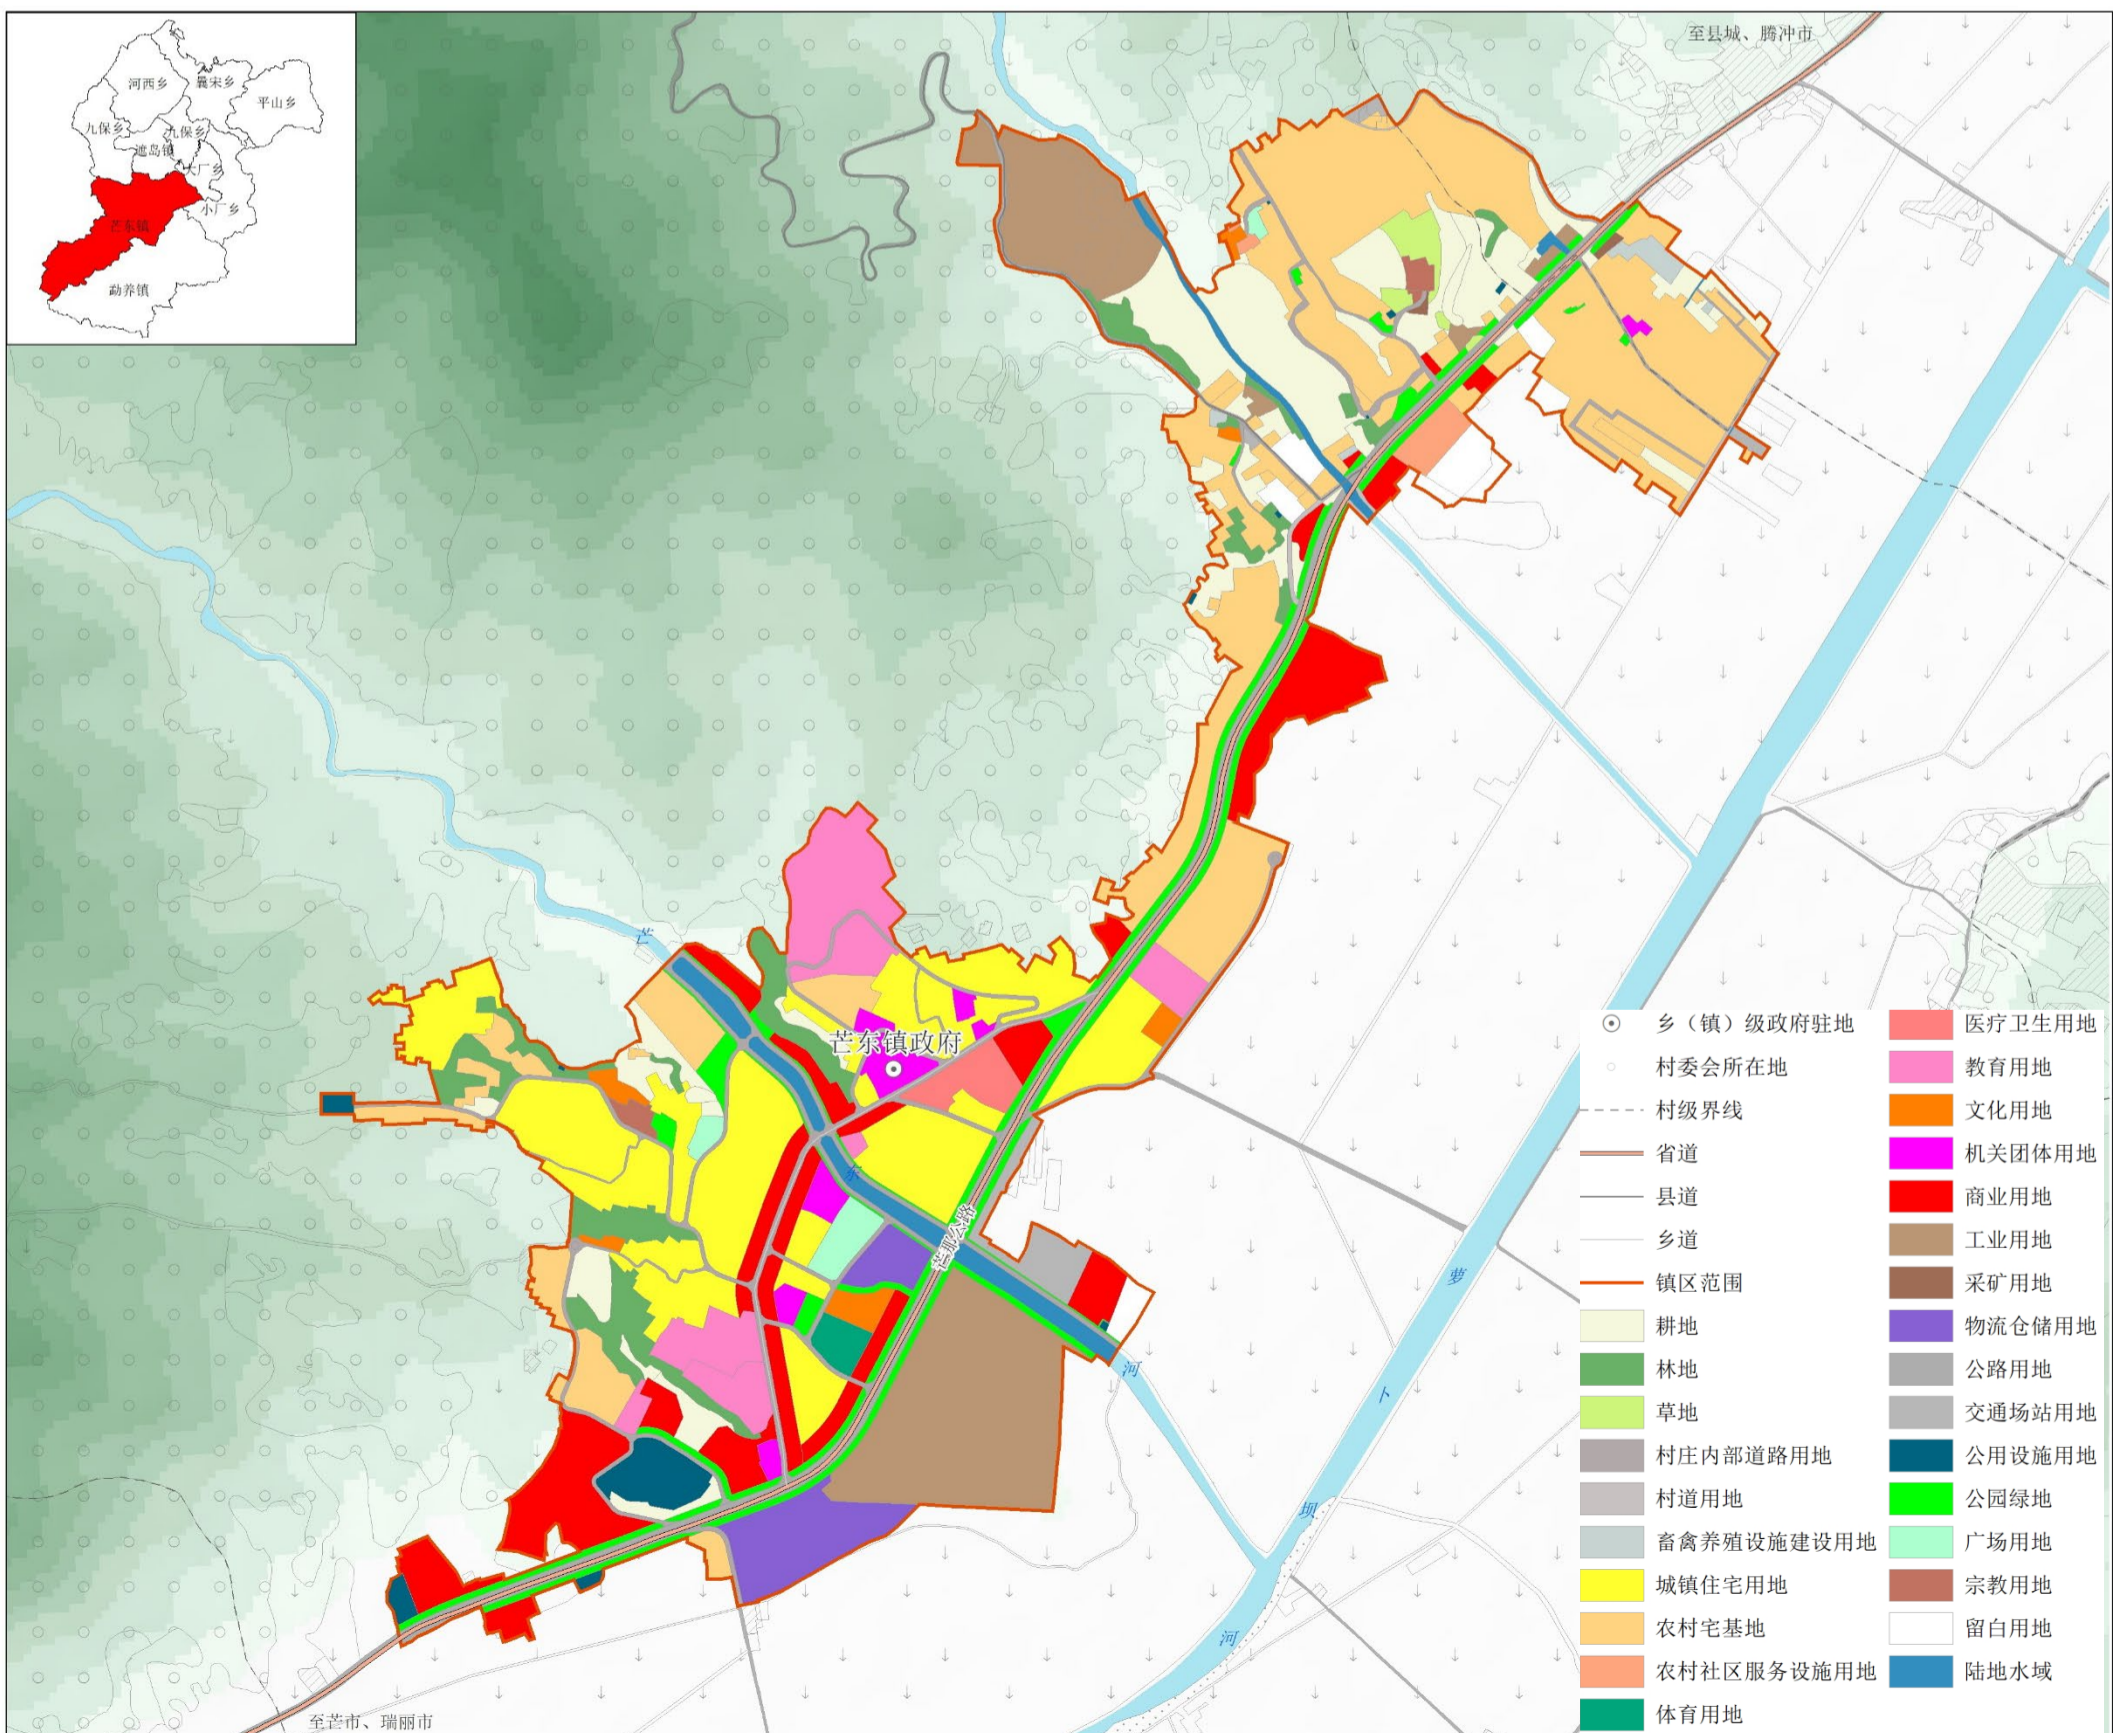 至县城、腾冲市
河西乡
曩宋乡
平山乡
九保乡
九保乡
遮岛镇
大厂乡
小厂乡
芒东镇
勐养镇
芒
芒东镇政府
东
芒那公路
河
萝
卜
坝
河
至芒市、瑞丽市
乡（镇）级政府驻地
村委会所在地
村级界线
省道
县道
乡道
镇区范围
耕地
林地
草地
村庄内部道路用地
村道用地
畜禽养殖设施建设用地
城镇住宅用地
农村宅基地
农村社区服务设施用地
体育用地
医疗卫生用地
教育用地
文化用地
机关团体用地
商业用地
工业用地
采矿用地
物流仓储用地
公路用地
交通场站用地
公用设施用地
公园绿地
广场用地
宗教用地
留白用地
陆地水域